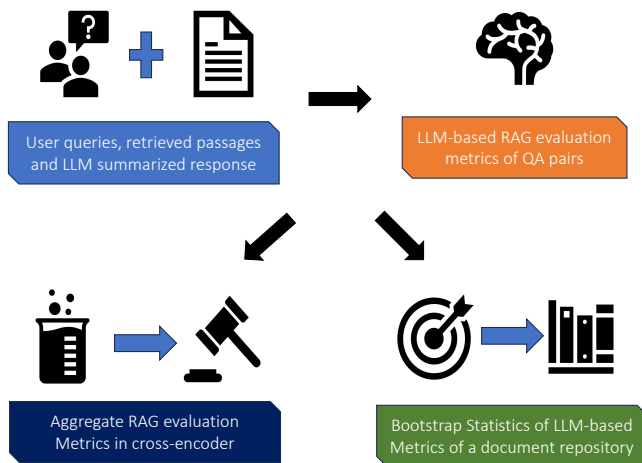 ?
User queries, retrieved passages
and LLM summarized response
LLM-based RAG evaluation
metrics of QA pairs
Aggregate RAG evaluation
Metrics in cross-encoder
Bootstrap Statistics of LLM-based
Metrics of a document repository